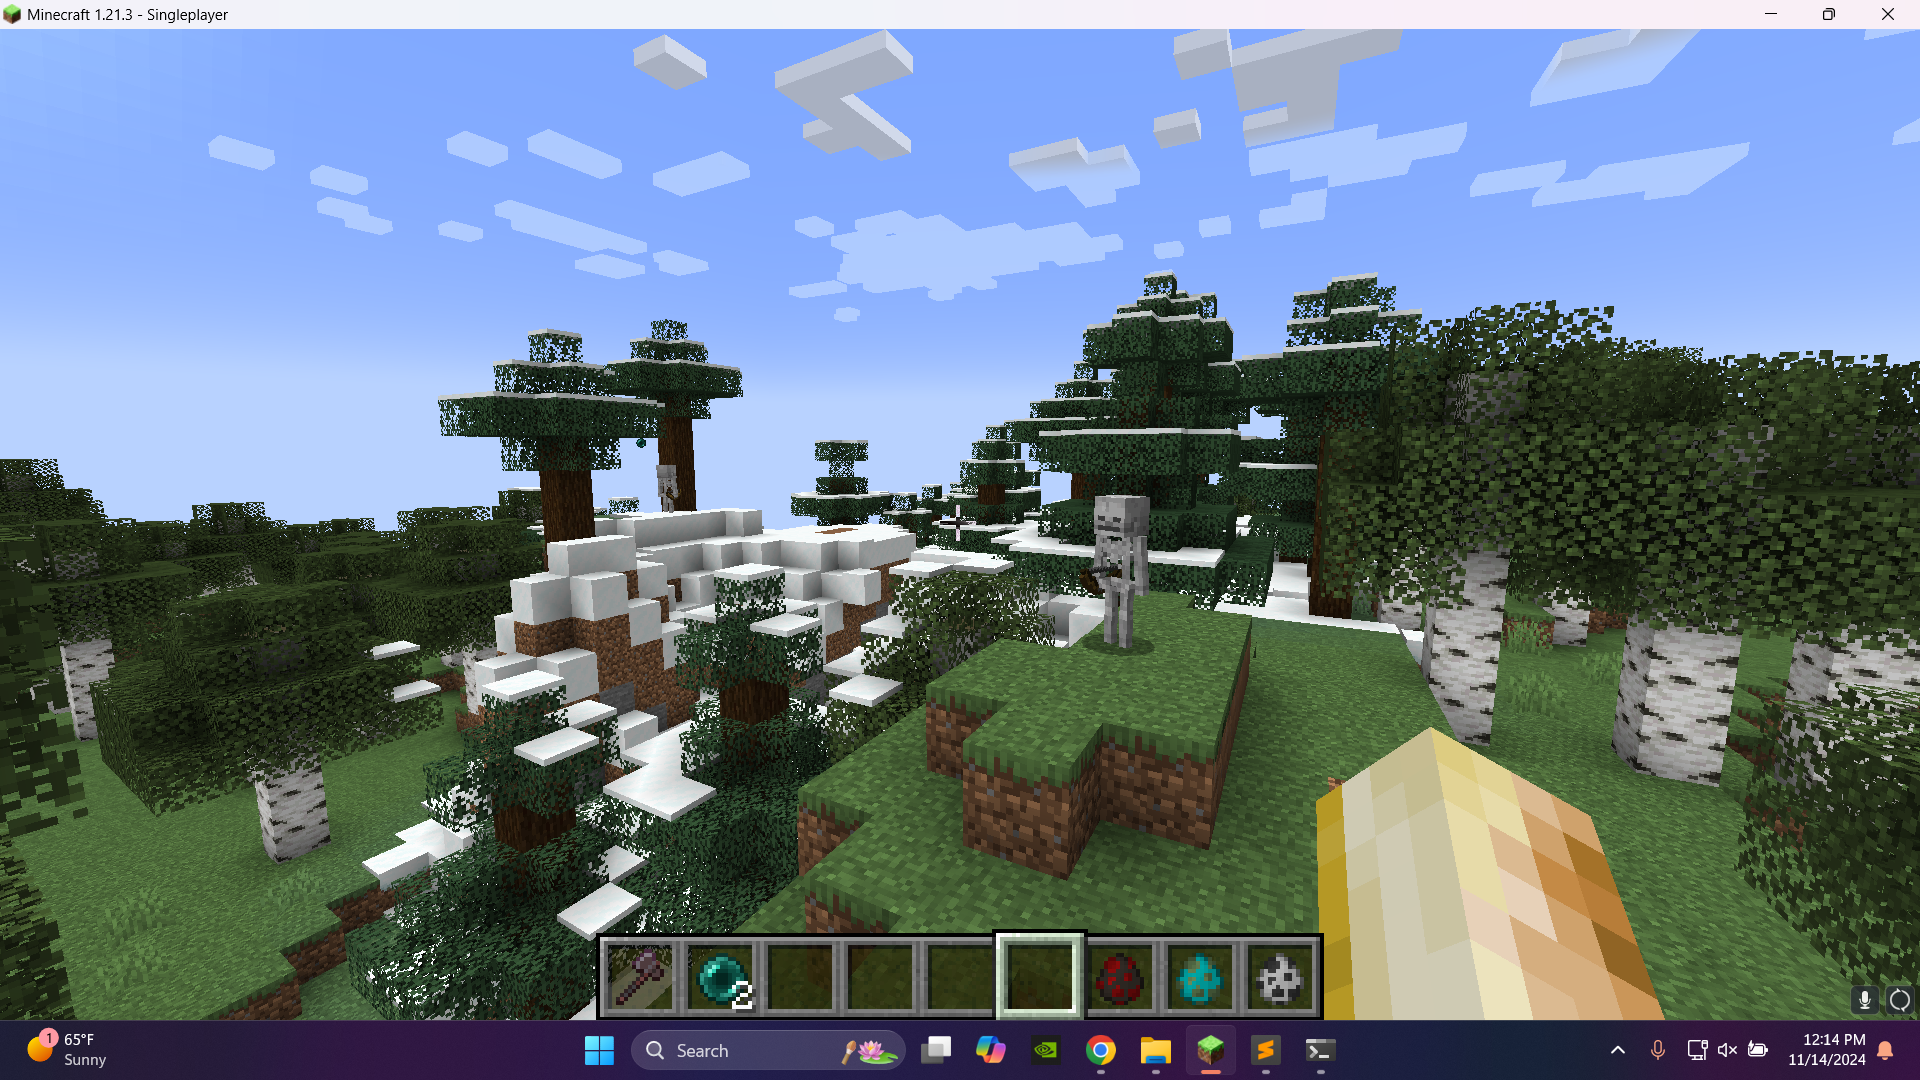 Minecraft 1.21.3 - Singleplayer
2
1
65°F
Sunny
Search
12:14 PM
11/14/2024